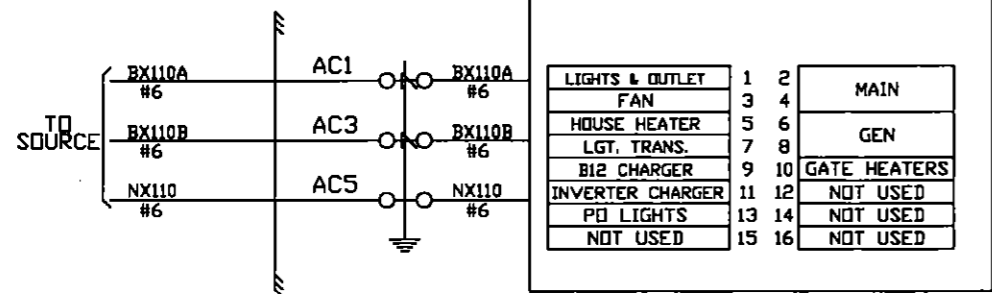 TO
SOURCE
BX110A
#6
AC1
BX110A
#6
BX110B
#6
AC3
BX110B
#6
NX110
#6
AC5
NX110
#6
LIGHTS & OUTLET 1 2 MAIN
FAN 3 4
HOUSE HEATER 5 6 GEN
LGT. TRANS. 7 8
B12 CHARGER 9 10 GATE HEATERS
INVERTER CHARGER 11 12 NOT USED
PO LIGHTS 13 14 NOT USED
NOT USED 15 16 NOT USED